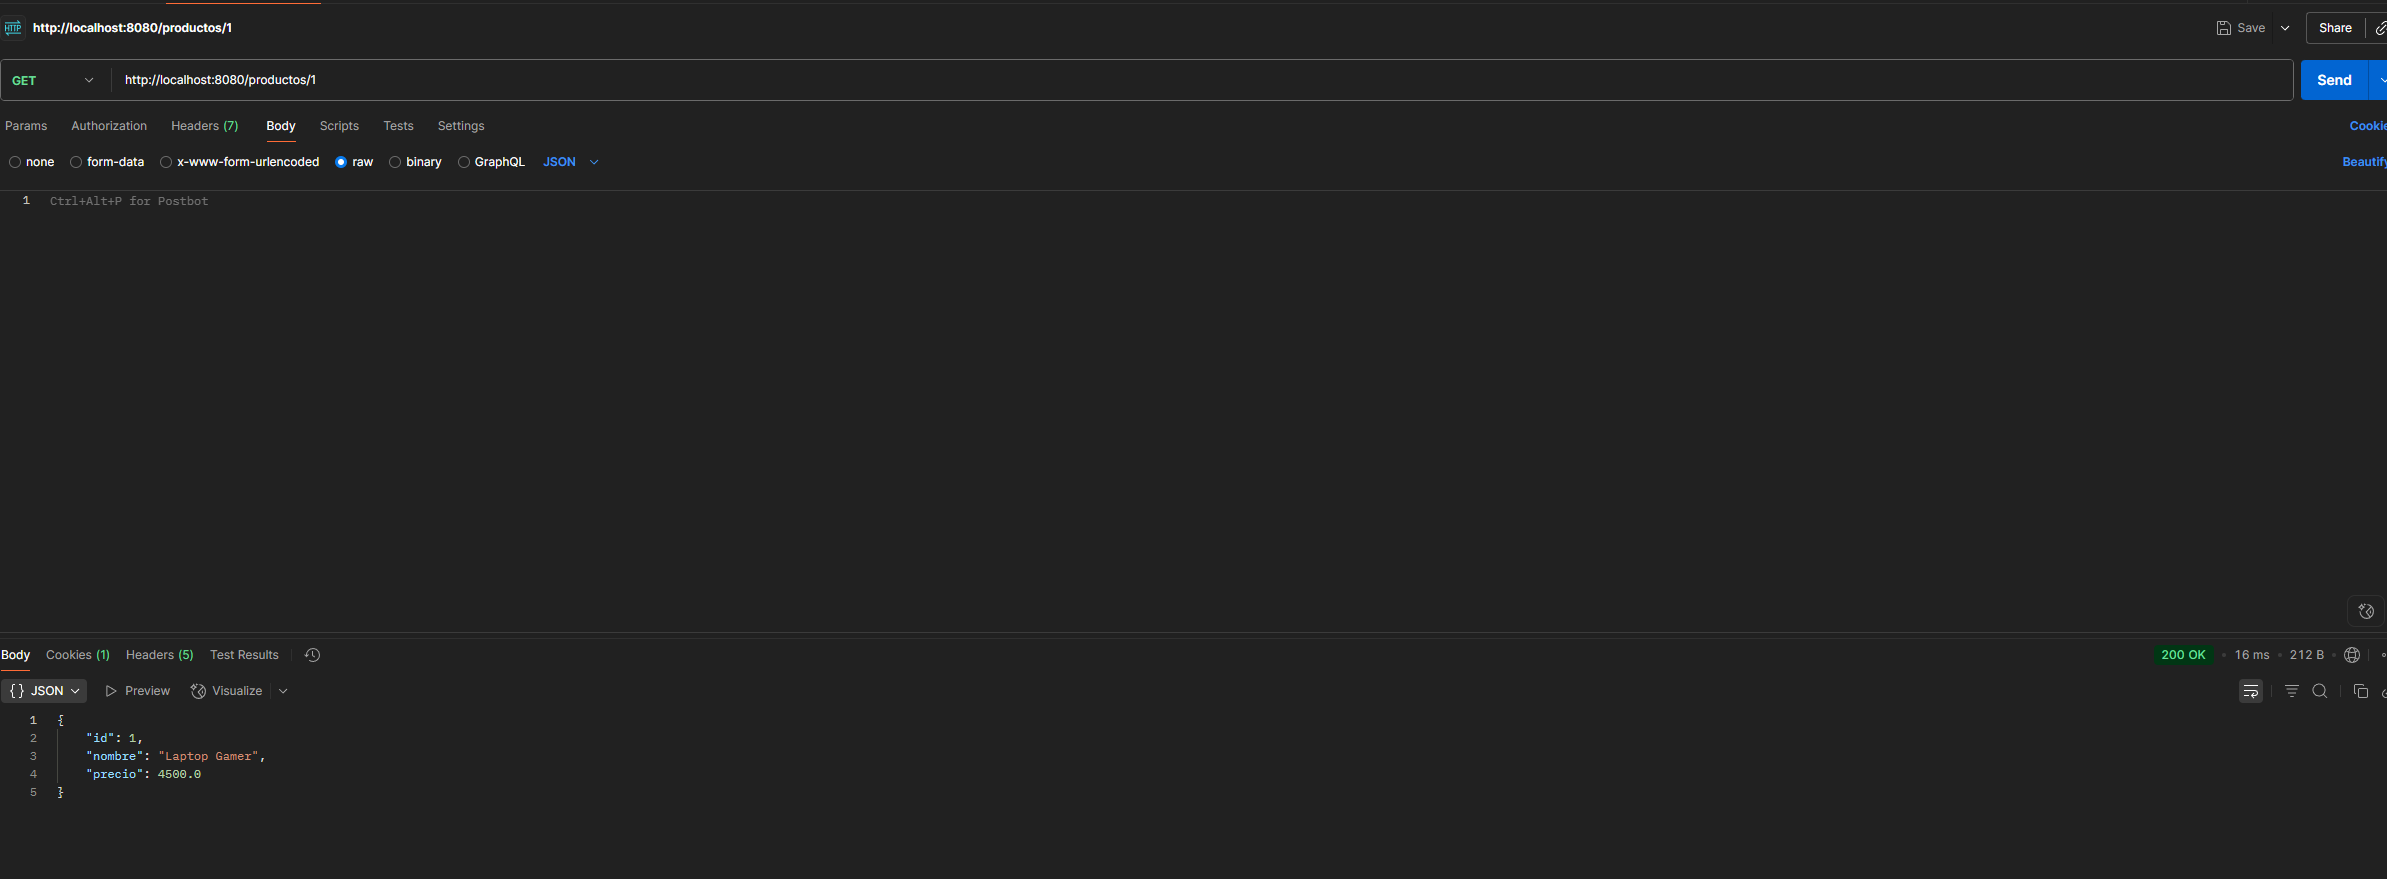 HTTP http://localhost:8080/productos/1 Save Share
GET http://localhost:8080/productos/1 Send
Params Authorization Headers (7) Body Scripts Tests Settings Cookie
none form-data x-www-form-urlencoded raw binary GraphQL JSON Beautify
1 Ctrl+Alt+P for Postbot
Body Cookies (1) Headers (5) Test Results 200 OK 16 ms 212 B
{} JSON Preview Visualize
1 {
2 "id": 1,
3 "nombre": "Laptop Gamer",
4 "precio": 4500.0
5 }